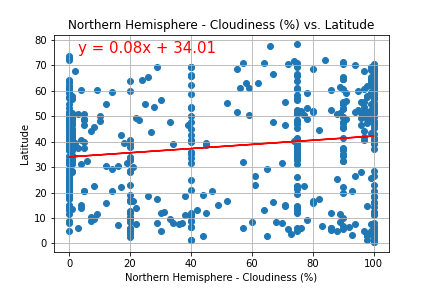 Northern Hemisphere - Cloudiness (%) vs. Latitude
y = 0.08x + 34.01
80
70
60
50
40
30
20
10
0
Latitude
0 20 40 60 80 100
Northern Hemisphere - Cloudiness (%)